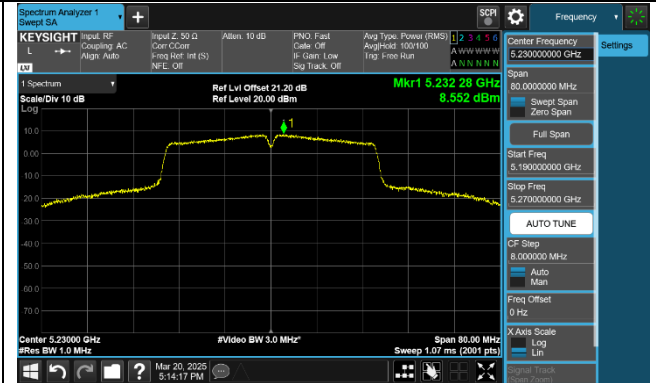 Spectrum Analyzer 1
Swept SA
+
SCPI
Frequency
KEYSIGHT
L
LXI
Input: RF
Coupling: AC
Align: Auto
Input Z: 50 Ω
Corr CCorr
Freq Ref: Int (S)
NFE: Off
Atten: 10 dB
PNO: Fast
Gate: Off
IF Gain: Low
Sig Track: Off
Avg Type: Power (RMS)
Avg|Hold: 100/100
Trig: Free Run
1 2 3 4 5 6
A W W W W W
A N N N N N
Center Frequency
5.230000000 GHz
Settings
Span
80.0000000 MHz
Swept Span
Zero Span
Full Span
Start Freq
5.190000000 GHz
Stop Freq
5.270000000 GHz
AUTO TUNE
CF Step
8.000000 MHz
Auto
Man
Freq Offset
0 Hz
X Axis Scale
Log
Lin
Signal Track
(Span Zoom)
1 Spectrum
Scale/Div 10 dB
Log
Ref Lvl Offset 21.20 dB
Ref Level 20.00 dBm
Mkr1 5.232 28 GHz
8.552 dBm
1
10.0
0.00
10.0
20.0
30.0
-40.0
50.0
60.0
70.0
Center 5.23000 GHz
#Res BW 1.0 MHz
#Video BW 3.0 MHz*
Span 80.00 MHz
Sweep 1.07 ms (2001 pts)
?
Mar 20, 2025
5:14:17 PM